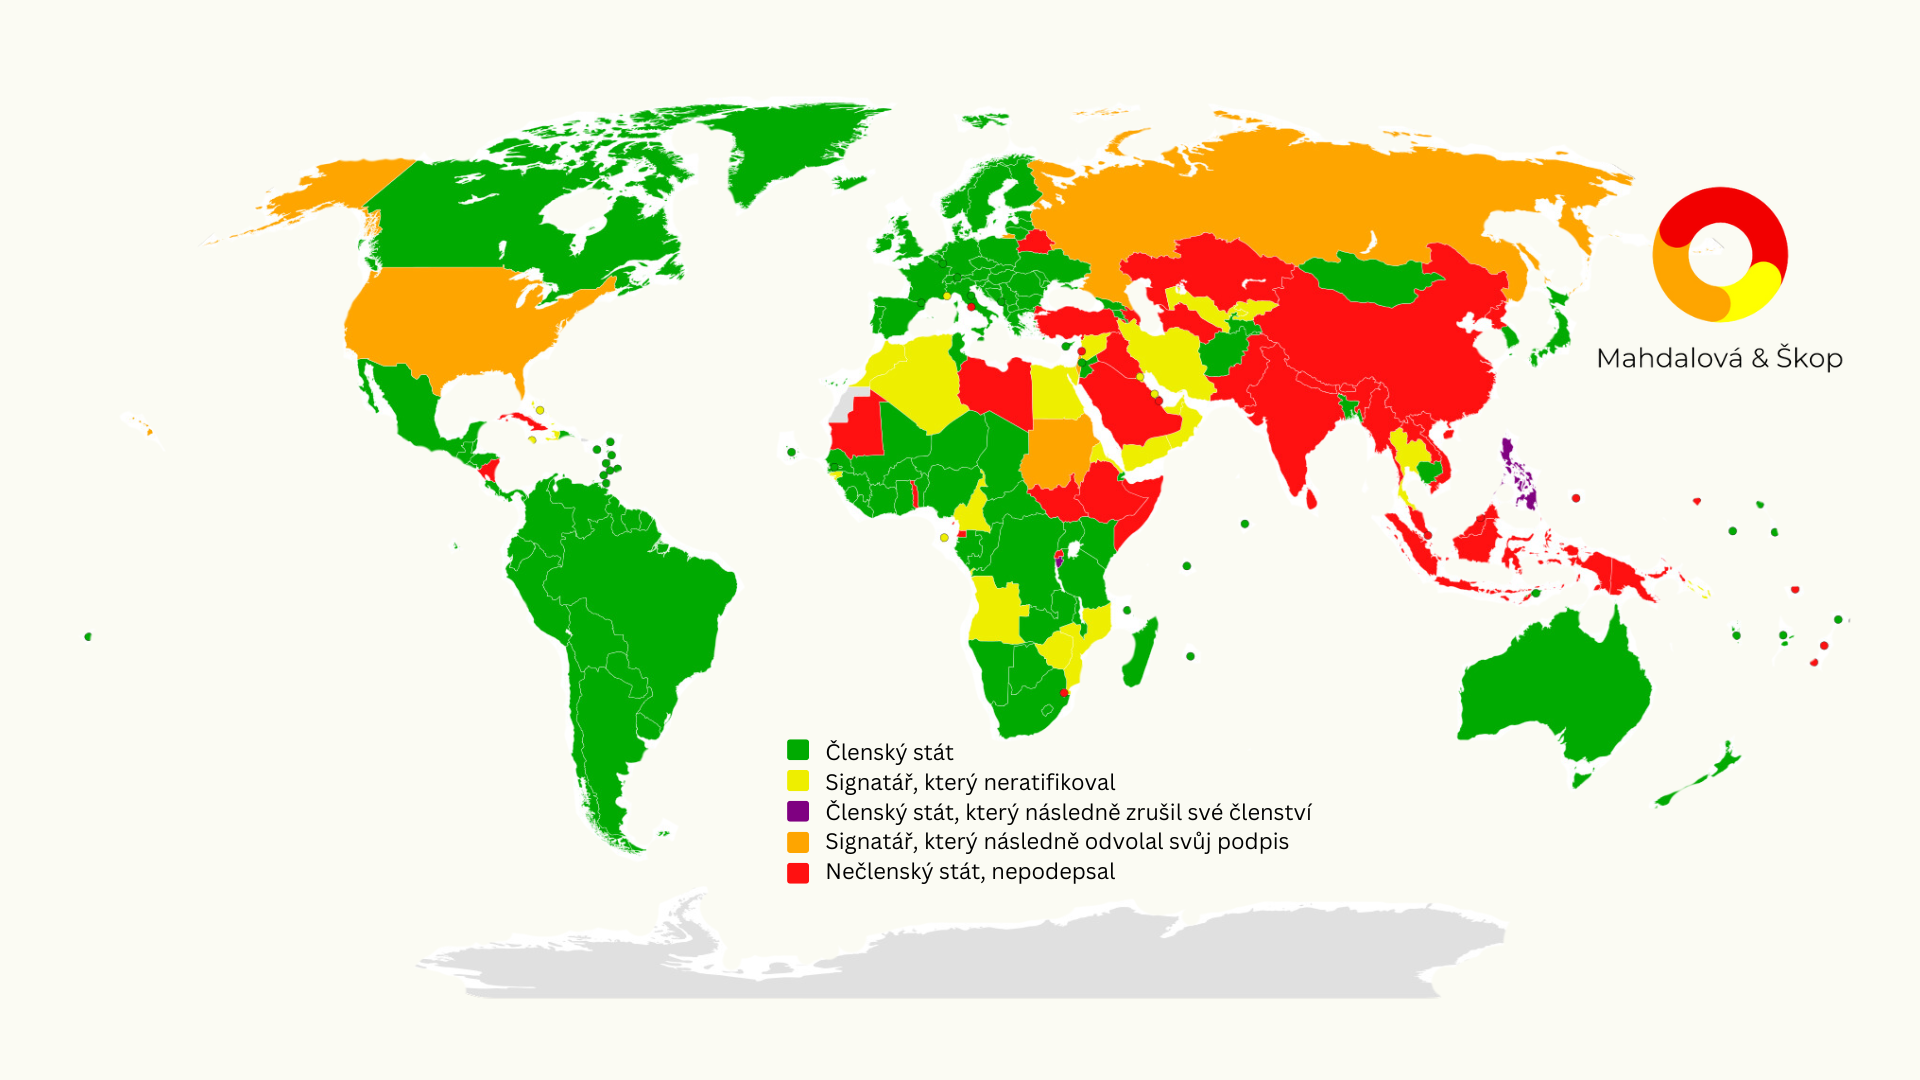 Mahdalová & Škop
Členský stát
Signatář, který neratifikoval
Členský stát, který následně zrušil své členství
Signatář, který následně odvolal svůj podpis
Nečlenský stát, nepodepsal